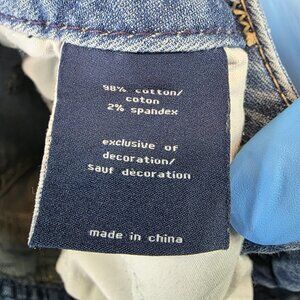 98% cotton/
coton
2% spandex
exclusive of
decoration/
sauf décoration
made in china